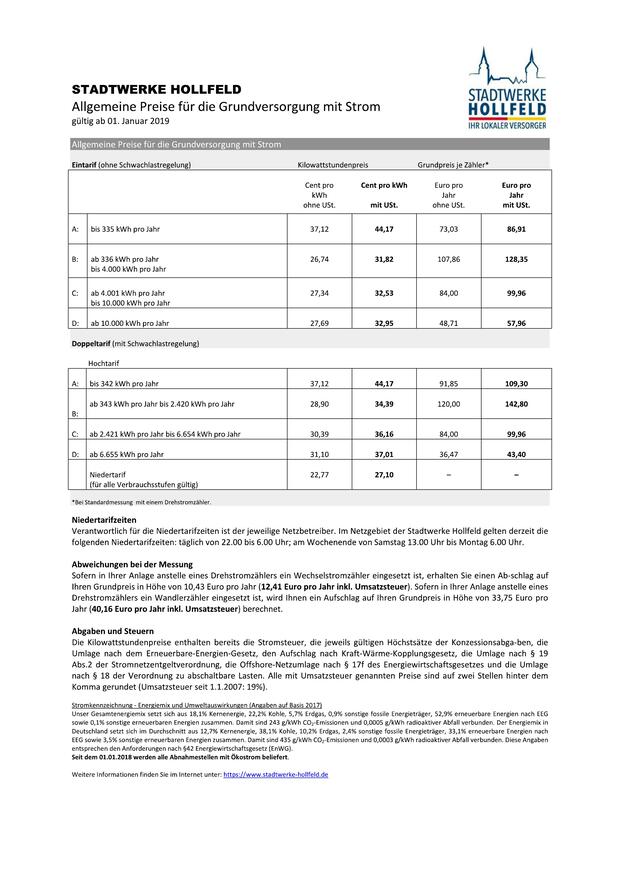 STADTWERKE HOLLFELD
Allgemeine Preise für die Grundversorgung mit Strom
gültig ab 01. Januar 2019
STADTWERKE
HOLLFELD
IHR LOKALER VERSORGER
Allgemeine Preise für die Grundversorgung mit Strom
Eintarif (ohne Schwachlastregelung) Kilowattstundenpreis Grundpreis je Zähler*
Cent pro Cent pro kWh Euro pro Euro pro
kWh Jahr Jahr
ohne USt. mit USt. ohne USt. mit USt.
A: bis 335 kWh pro Jahr 37,12 44,17 73,03 86,91
B: ab 336 kWh pro Jahr 26,74 31,82 107,86 128,35
bis 4.000 kWh pro Jahr
C: ab 4.001 kWh pro Jahr 27,34 32,53 84,00 99,96
bis 10.000 kWh pro Jahr
D: ab 10.000 kWh pro Jahr 27,69 32,95 48,71 57,96
Doppeltarif (mit Schwachlastregelung)
Hochtarif
A: bis 342 kWh pro Jahr 37,12 44,17 91,85 109,30
ab 343 kWh pro Jahr bis 2.420 kWh pro Jahr 28,90 34,39 120,00 142,80
B:
C: ab 2.421 kWh pro Jahr bis 6.654 kWh pro Jahr 30,39 36,16 84,00 99,96
D: ab 6.655 kWh pro Jahr 31,10 37,01 36,47 43,40
Niedertarif 22,77 27,10 – –
(für alle Verbrauchsstufen gültig)
*Bei Standardmessung mit einem Drehstromzähler.
Niedertarifzeiten
Verantwortlich für die Niedertarifzeiten ist der jeweilige Netzbetreiber. Im Netzgebiet der Stadtwerke Hollfeld gelten derzeit die
folgenden Niedertarifzeiten: täglich von 22.00 bis 6.00 Uhr; am Wochenende von Samstag 13.00 Uhr bis Montag 6.00 Uhr.
Abweichungen bei der Messung
Sofern in Ihrer Anlage anstelle eines Drehstromzählers ein Wechselstromzähler eingesetzt ist, erhalten Sie einen Ab-schlag auf
Ihren Grundpreis in Höhe von 10,43 Euro pro Jahr (12,41 Euro pro Jahr inkl. Umsatzsteuer). Sofern in Ihrer Anlage anstelle eines
Drehstromzählers ein Wandlerzähler eingesetzt ist, wird Ihnen ein Aufschlag auf Ihren Grundpreis in Höhe von 33,75 Euro pro
Jahr (40,16 Euro pro Jahr inkl. Umsatzsteuer) berechnet.
Abgaben und Steuern
Die Kilowattstundenpreise enthalten bereits die Stromsteuer, die jeweils gültigen Höchstsätze der Konzessionsabga-ben, die
Umlage nach dem Erneuerbare-Energien-Gesetz, den Aufschlag nach Kraft-Wärme-Kopplungsgesetz, die Umlage nach § 19
Abs.2 der Stromnetzentgeltverordnung, die Offshore-Netzumlage nach § 17f des Energiewirtschaftsgesetzes und die Umlage
nach § 18 der Verordnung zu abschaltbare Lasten. Alle mit Umsatzsteuer genannten Preise sind auf zwei Stellen hinter dem
Komma gerundet (Umsatzsteuer seit 1.1.2007: 19%).
Stromkennzeichnung - Energiemix und Umweltauswirkungen (Angaben auf Basis 2017)
Unser Gesamtenergiemix setzt sich aus 18,1% Kernenergie, 22,2% Kohle, 5,7% Erdgas, 0,9% sonstige fossile Energieträger, 52,9% erneuerbare Energien nach EEG
sowie 0,1% sonstige erneuerbaren Energien zusammen. Damit sind 243 g/kWh CO₂-Emissionen und 0,0005 g/kWh radioaktiver Abfall verbunden. Der Energiemix in
Deutschland setzt sich im Durchschnitt aus 12,7% Kernenergie, 38,1% Kohle, 10,2% Erdgas, 2,4% sonstige fossile Energieträger, 33,1% erneuerbare Energien nach
EEG sowie 3,5% sonstige erneuerbaren Energien zusammen. Damit sind 435 g/kWh CO₂-Emissionen und 0,0003 g/kWh radioaktiver Abfall verbunden. Diese Angaben
entsprechen den Anforderungen nach §42 Energiewirtschaftsgesetz (EnWG).
Seit dem 01.01.2018 werden alle Abnahmestellen mit Ökostrom beliefert.
Weitere Informationen finden Sie im Internet unter: https://www.stadtwerke-hollfeld.de